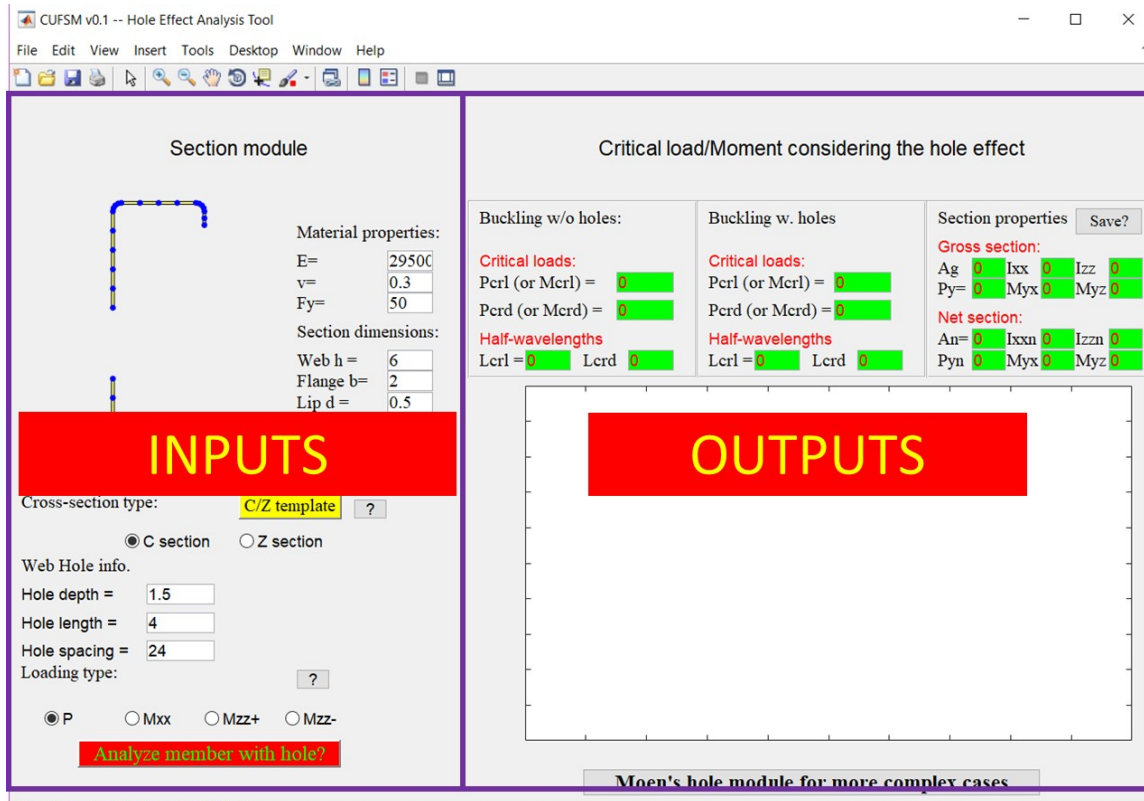 CUFSM v0.1 -- Hole Effect Analysis Tool
File Edit View Insert Tools Desktop Window Help
Section module
Material properties:
E= 29500
v= 0.3
Fy= 50
Section dimensions:
Web h = 6
Flange b= 2
Lip d = 0.5
INPUTS
Cross-section type: C/Z template ?
C section Z section
Web Hole info.
Hole depth = 1.5
Hole length = 4
Hole spacing = 24
Loading type: ?
P Mxx Mzz+ Mzz-
Analyze member with hole?
Critical load/Moment considering the hole effect
Buckling w/o holes:
Critical loads:
Pcrl (or Mcrl) = 0
Pcrd (or Mcrd) = 0
Half-wavelengths
Lcrl = 0 Lcrd 0
Buckling w. holes
Critical loads:
Pcrl (or Mcrl) = 0
Pcrd (or Mcrd) = 0
Half-wavelengths
Lcrl = 0 Lcrd 0
Section properties Save?
Gross section:
Ag 0 Ixx 0 Izz 0
Py= 0 Myx 0 Myz 0
Net section:
An= 0 Ixxn 0 Izzn 0
Pyn 0 Myx 0 Myz 0
OUTPUTS
Moen's hole module for more complex cases